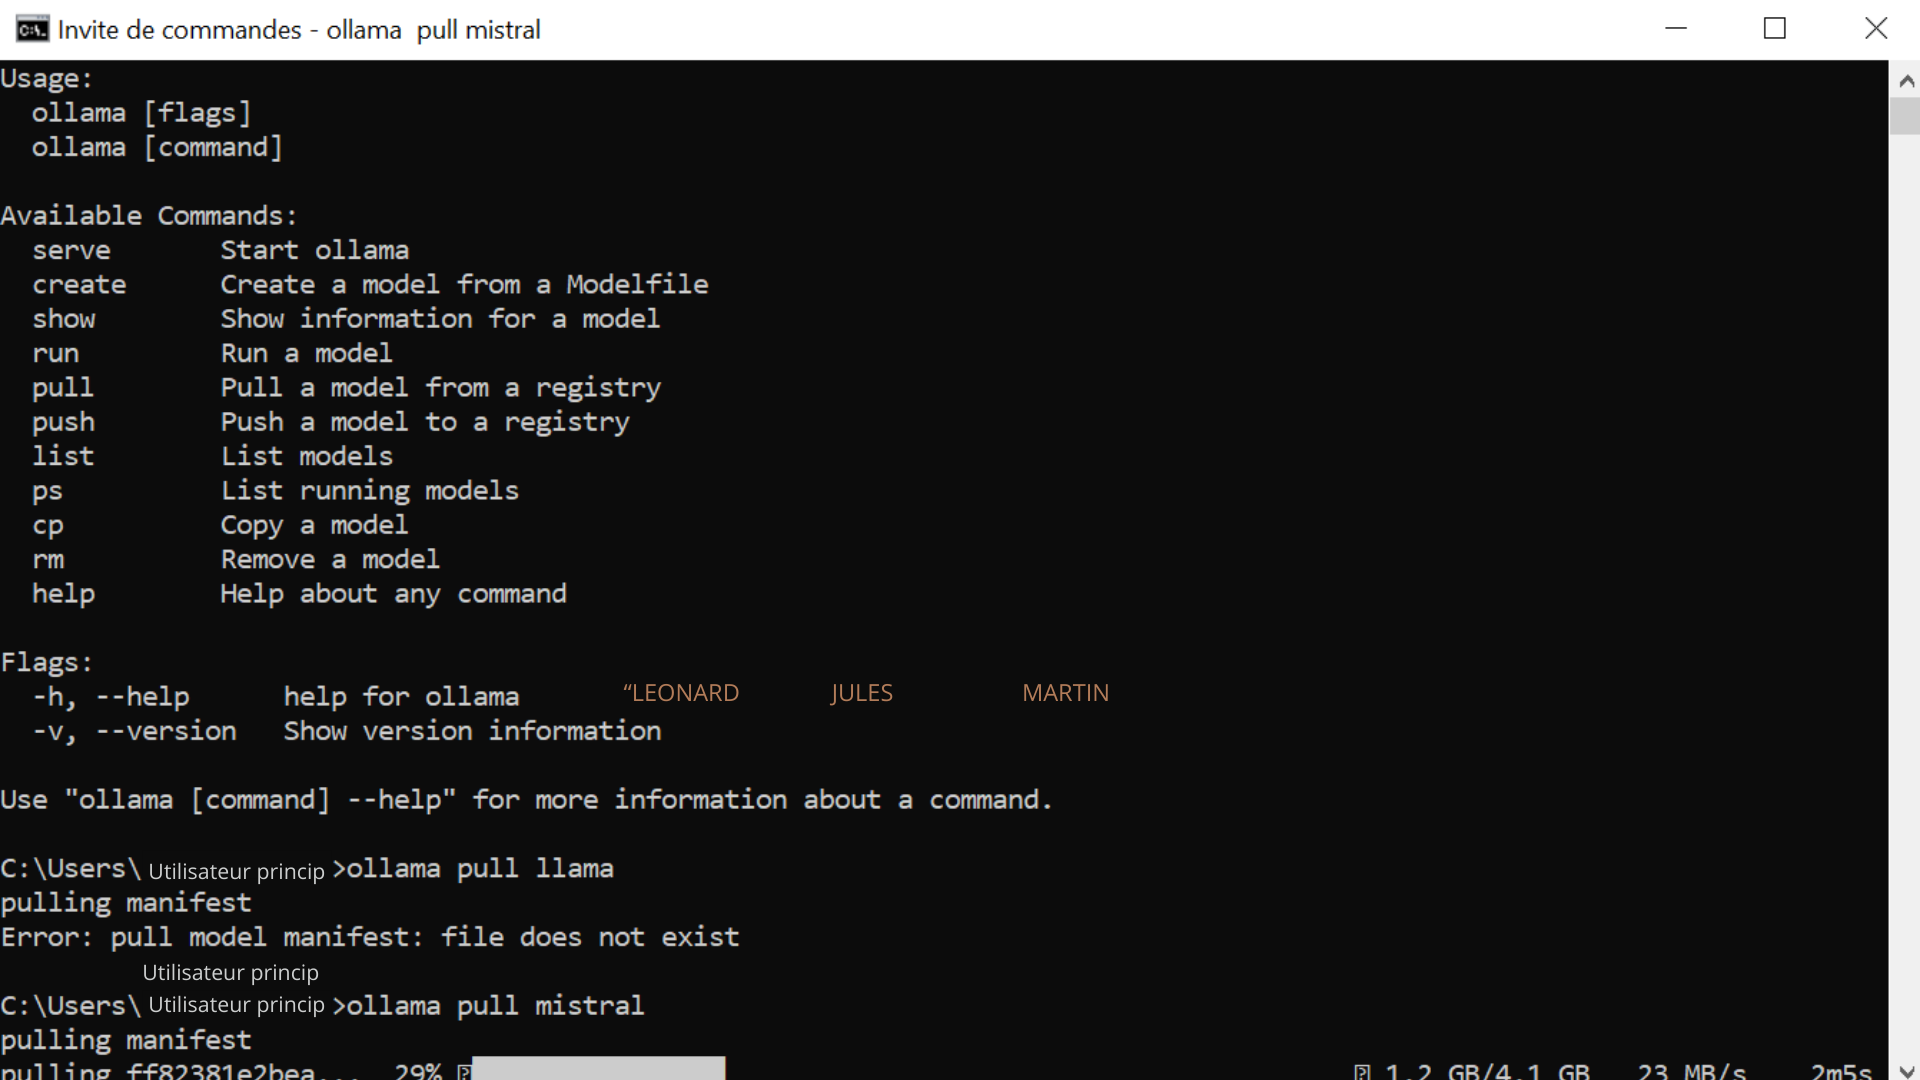 Invite de commandes - ollama  pull mistral
Usage:
  ollama [flags]
  ollama [command]
Available Commands:
  serve       Start ollama
  create      Create a model from a Modelfile
  show        Show information for a model
  run         Run a model
  pull        Pull a model from a registry
  push        Push a model to a registry
  list        List models
  ps          List running models
  cp          Copy a model
  rm          Remove a model
  help        Help about any command
Flags:
  -h, --help      help for ollama “LEONARD JULES MARTIN
  -v, --version   Show version information
Use "ollama [command] --help" for more information about a command.
C:\Users\ Utilisateur princip >ollama pull llama
pulling manifest
Error: pull model manifest: file does not exist
Utilisateur princip
C:\Users\ Utilisateur princip >ollama pull mistral
pulling manifest
pulling ff82381e2bea... 29% 1.2 GB/4.1 GB 23 MB/s 2m5s